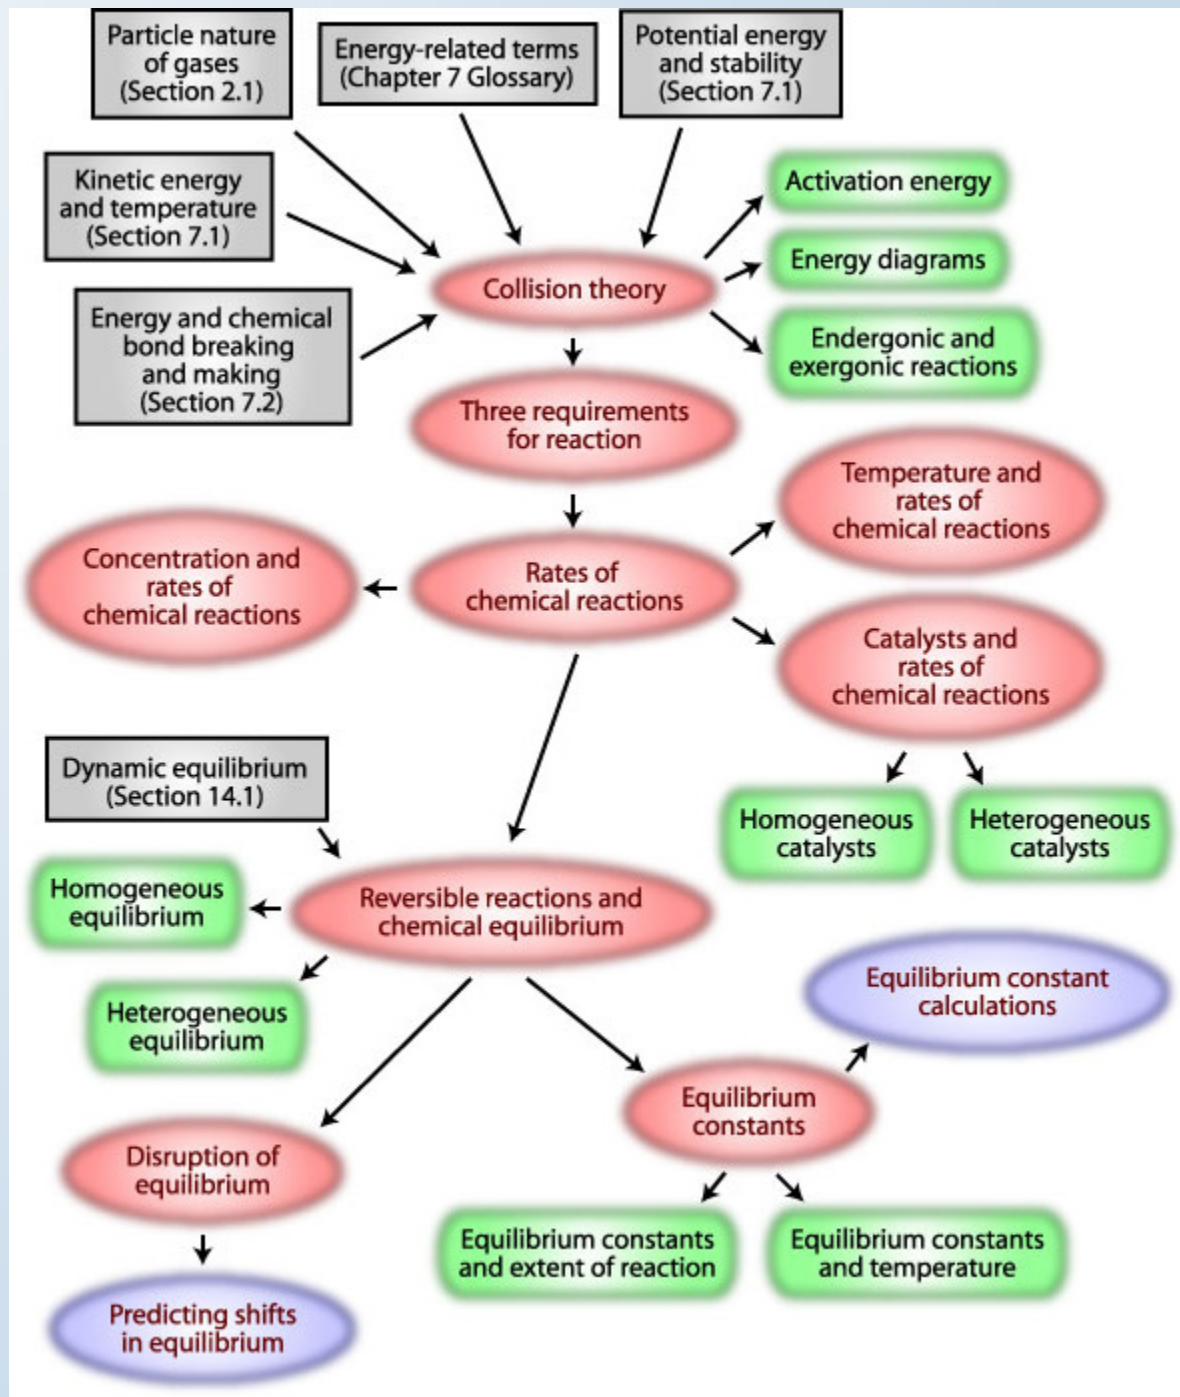 Particle nature
of gases
(Section 2.1)
Energy-related terms
(Chapter 7 Glossary)
Potential energy
and stability
(Section 7.1)
Kinetic energy
and temperature
(Section 7.1)
Activation energy
Energy diagrams
Collision theory
Energy and chemical
bond breaking
and making
(Section 7.2)
Endergonic and
exergonic reactions
Three requirements
for reaction
Temperature and
rates of
chemical reactions
Concentration and
rates of
chemical reactions
Rates of
chemical reactions
Catalysts and
rates of
chemical reactions
Dynamic equilibrium
(Section 14.1)
Homogeneous
catalysts
Heterogeneous
catalysts
Homogeneous
equilibrium
Reversible reactions and
chemical equilibrium
Heterogeneous
equilibrium
Equilibrium constant
calculations
Equilibrium
constants
Disruption of
equilibrium
Equilibrium constants
and extent of reaction
Equilibrium constants
and temperature
Predicting shifts
in equilibrium